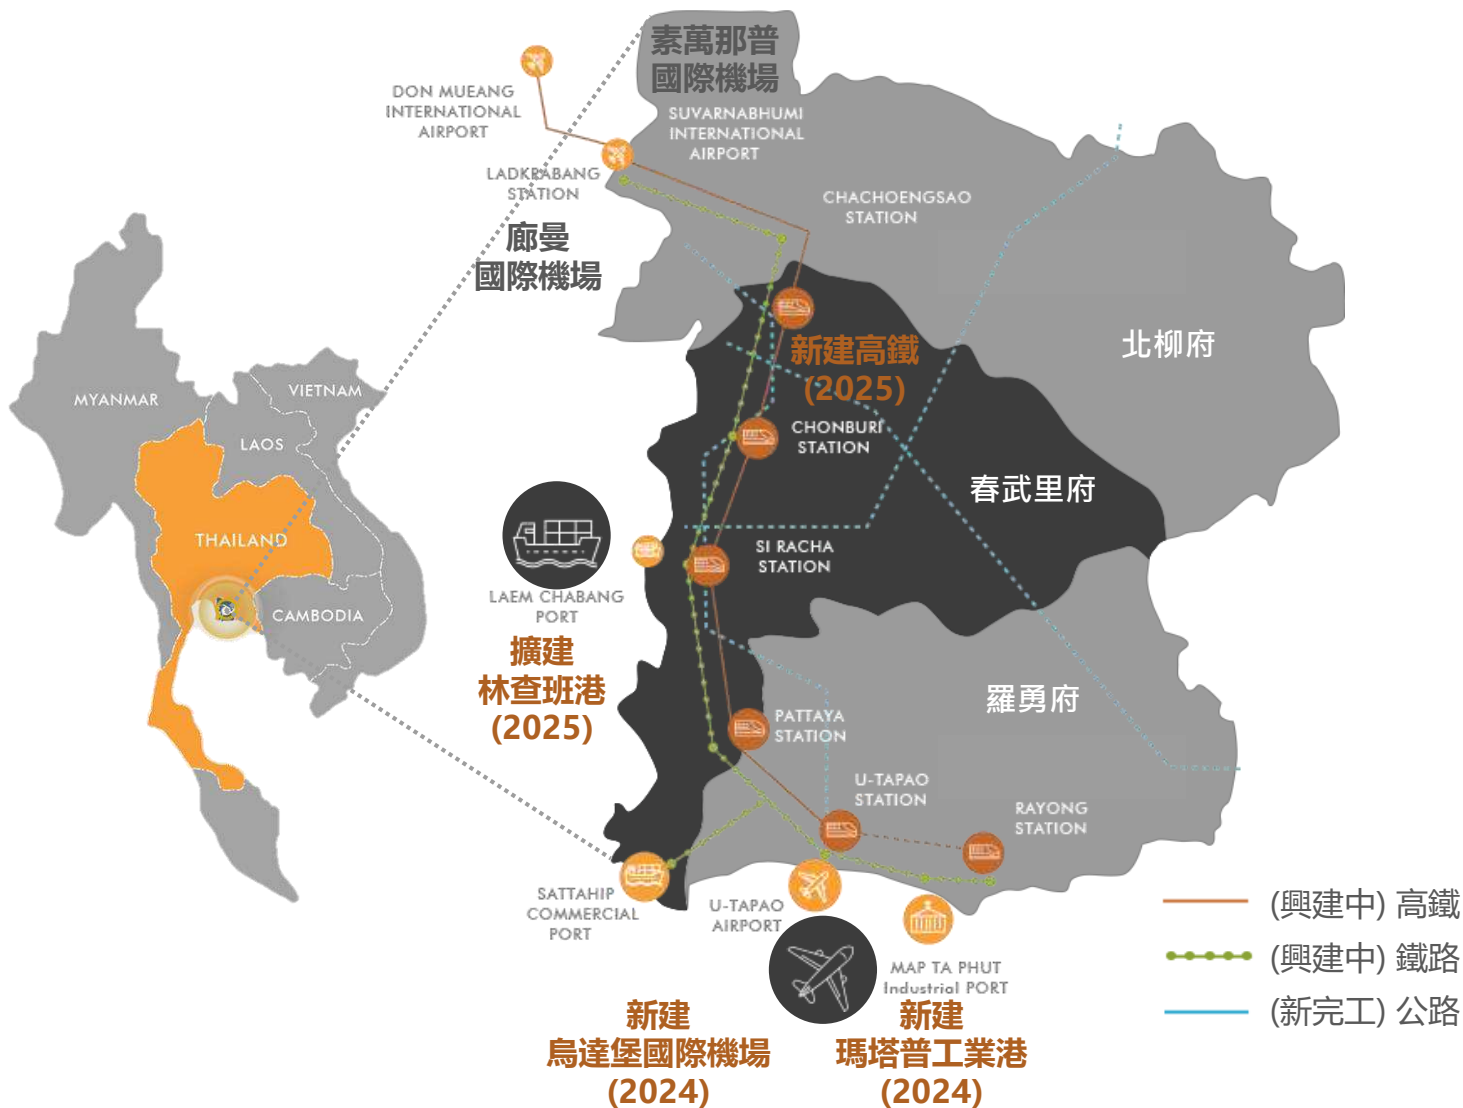 素萬那普
國際機場
DON MUEANG
INTERNATIONAL
AIRPORT
SUVARNABHUMI
INTERNATIONAL
AIRPORT
LADKRABANG
STATION
CHACHOENGSAO
STATION
廊曼
國際機場
北柳府
新建高鐵
(2025)
MYANMAR
VIETNAM
LAOS
THAILAND
CAMBODIA
CHONBURI
STATION
春武里府
SI RACHA
STATION
LAEM CHABANG
PORT
擴建
林查班港
(2025)
羅勇府
PATTAYA
STATION
U-TAPAO
STATION
RAYONG
STATION
SATTAHIP
COMMERCIAL
PORT
U-TAPAO
AIRPORT
MAP TA PHUT
Industrial PORT
新建
烏達堡國際機場
(2024)
新建
瑪塔普工業港
(2024)
(興建中) 高鐵
(興建中) 鐵路
(新完工) 公路